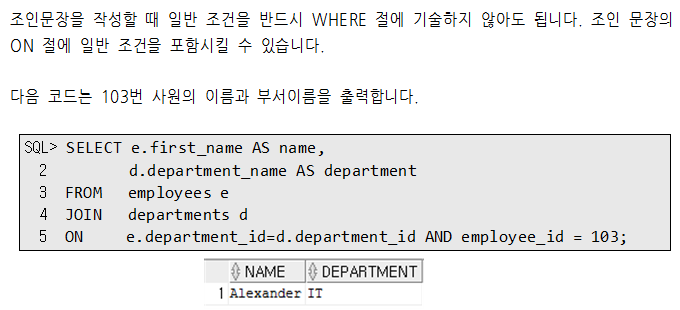 조인문장을 작성할 때 일반 조건을 반드시 WHERE 절에 기술하지 않아도 됩니다. 조인 문장의
ON 절에 일반 조건을 포함시킬 수 있습니다.
다음 코드는 103번 사원의 이름과 부서이름을 출력합니다.
SQL> SELECT e.first_name AS name,
2 d.department_name AS department
3 FROM employees e
4 JOIN departments d
5 ON e.department_id=d.department_id AND employee_id = 103;
NAME DEPARTMENT
1 Alexander IT